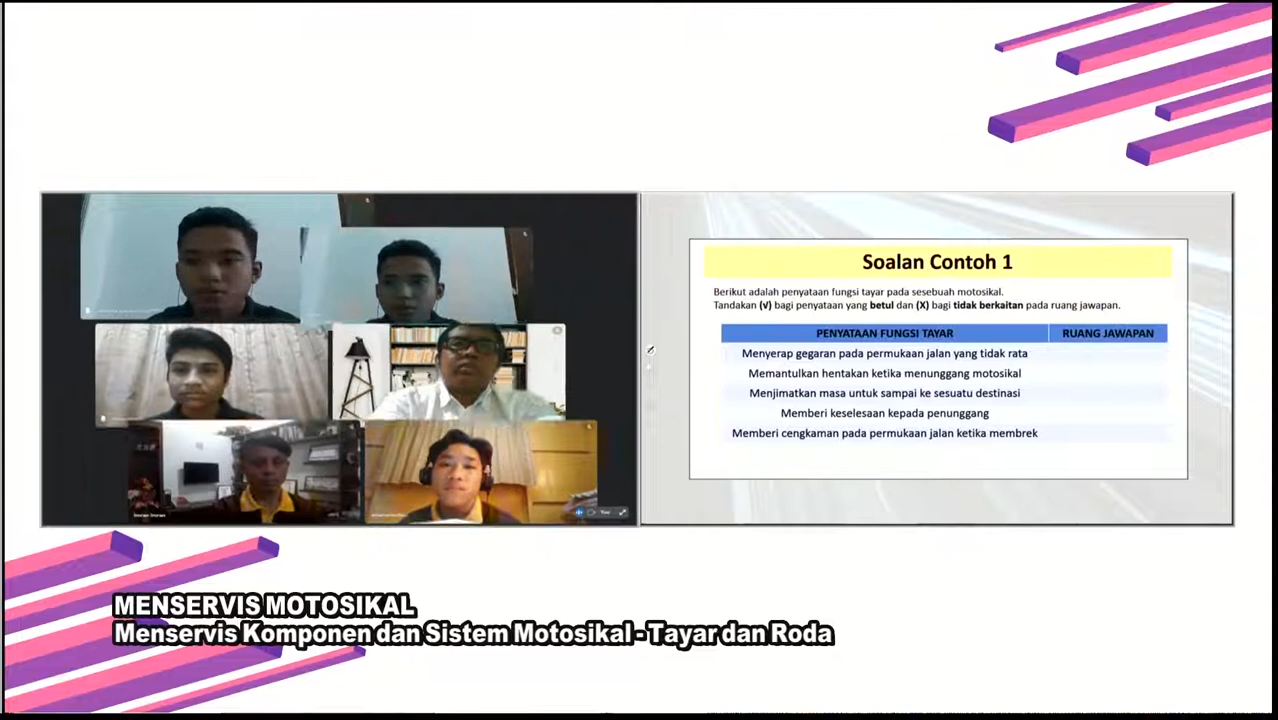 Soalan Contoh 1
Berikut adalah penyataan fungsi tayar pada sesebuah motosikal.
Tandakan (√) bagi penyataan yang betul dan (X) bagi tidak berkaitan pada ruang jawapan.
PENYATAAN FUNGSI TAYAR RUANG JAWAPAN
Menyerap gegaran pada permukaan jalan yang tidak rata
Memantulkan hentakan ketika menunggang motosikal
Menjimatkan masa untuk sampai ke sesuatu destinasi
Memberi keselesaan kepada penunggang
Memberi cengkaman pada permukaan jalan ketika membrek
You
MENSERVIS MOTOSIKAL
Menservis Komponen dan Sistem Motosikal - Tayar dan Roda